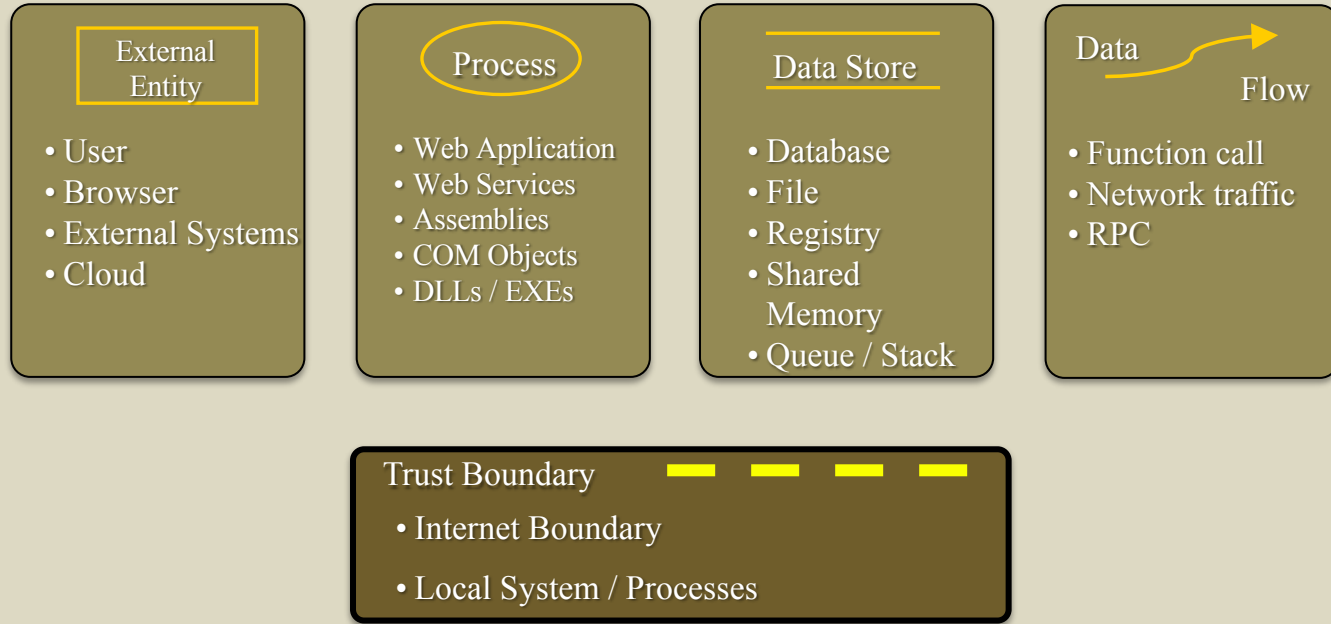 External
Entity
• User
• Browser
• External Systems
• Cloud
Process
• Web Application
• Web Services
• Assemblies
• COM Objects
• DLLs / EXEs
Data Store
• Database
• File
• Registry
• Shared
Memory
• Queue / Stack
Data
Flow
• Function call
• Network traffic
• RPC
Trust Boundary
• Internet Boundary
• Local System / Processes